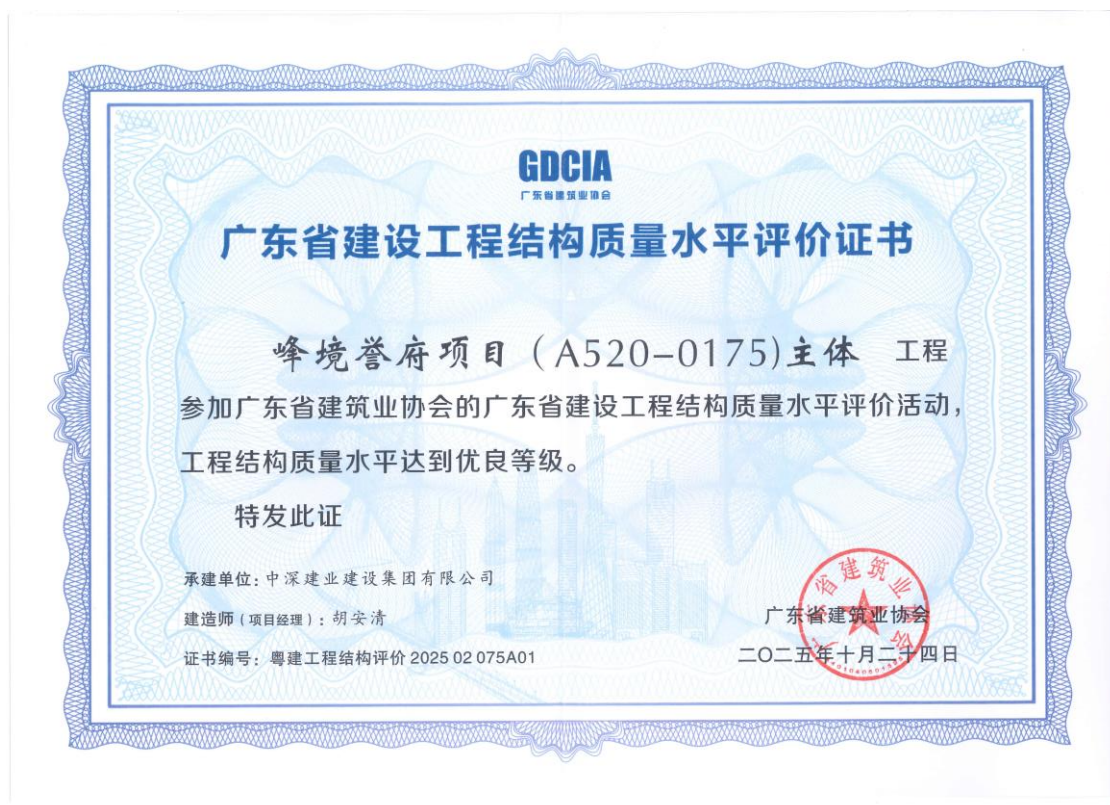 GDCIA
广东省建筑业协会
广东省建设工程结构质量水平评价证书
峰境誉府项目(A520-0175)主体 工程
参加广东省建筑业协会的广东省建设工程结构质量水平评价活动,
工程结构质量水平达到优良等级。
特发此证
承建单位:中深建业建设集团有限公司
建造师(项目经理):胡安清
证书编号:粤建工程结构评价 2025 02 075A01
广东省建筑业协会
二〇二五年十月二十四日
广东省建筑业协会